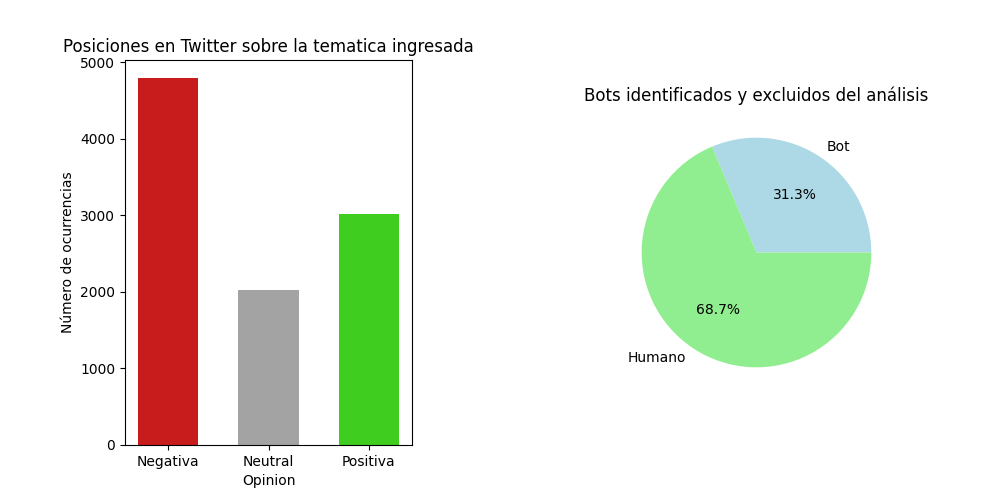 Posiciones en Twitter sobre la tematica ingresada
5000
4000
3000
2000
1000
0
Número de ocurrencias
Negativa
Neutral
Positiva
Opinion
Bots identificados y excluidos del análisis
Bot
31.3%
68.7%
Humano